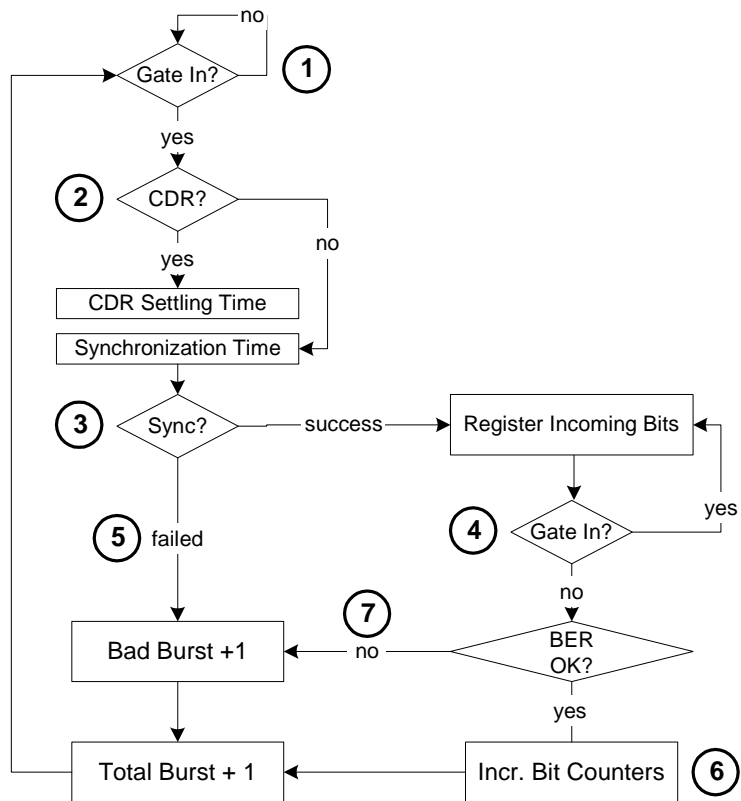 no
Gate In?
1
yes
2
CDR?
no
yes
CDR Settling Time
Synchronization Time
3
Sync?
success
Register Incoming Bits
yes
4
Gate In?
5
failed
no
7
Bad Burst +1
no
BER
OK?
yes
Total Burst + 1
Incr. Bit Counters
6